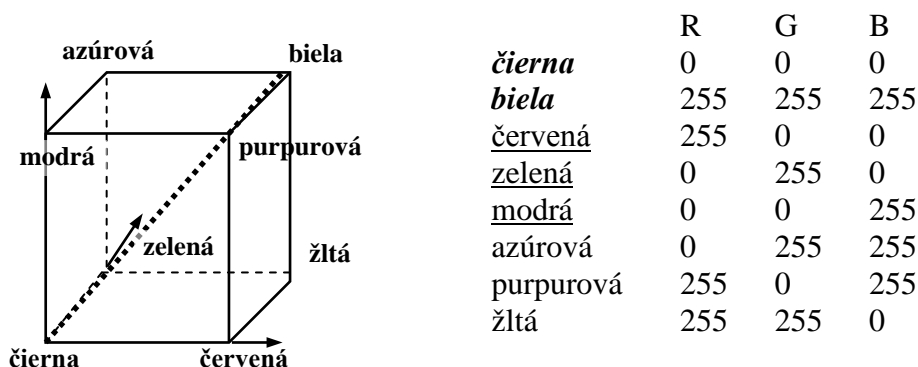 azúrová biela
modrá purpurová
zelená žltá
čierna červená
R G B
čierna 0 0 0
biela 255 255 255
červená 255 0 0
zelená 0 255 0
modrá 0 0 255
azúrová 0 255 255
purpurová 255 0 255
žltá 255 255 0